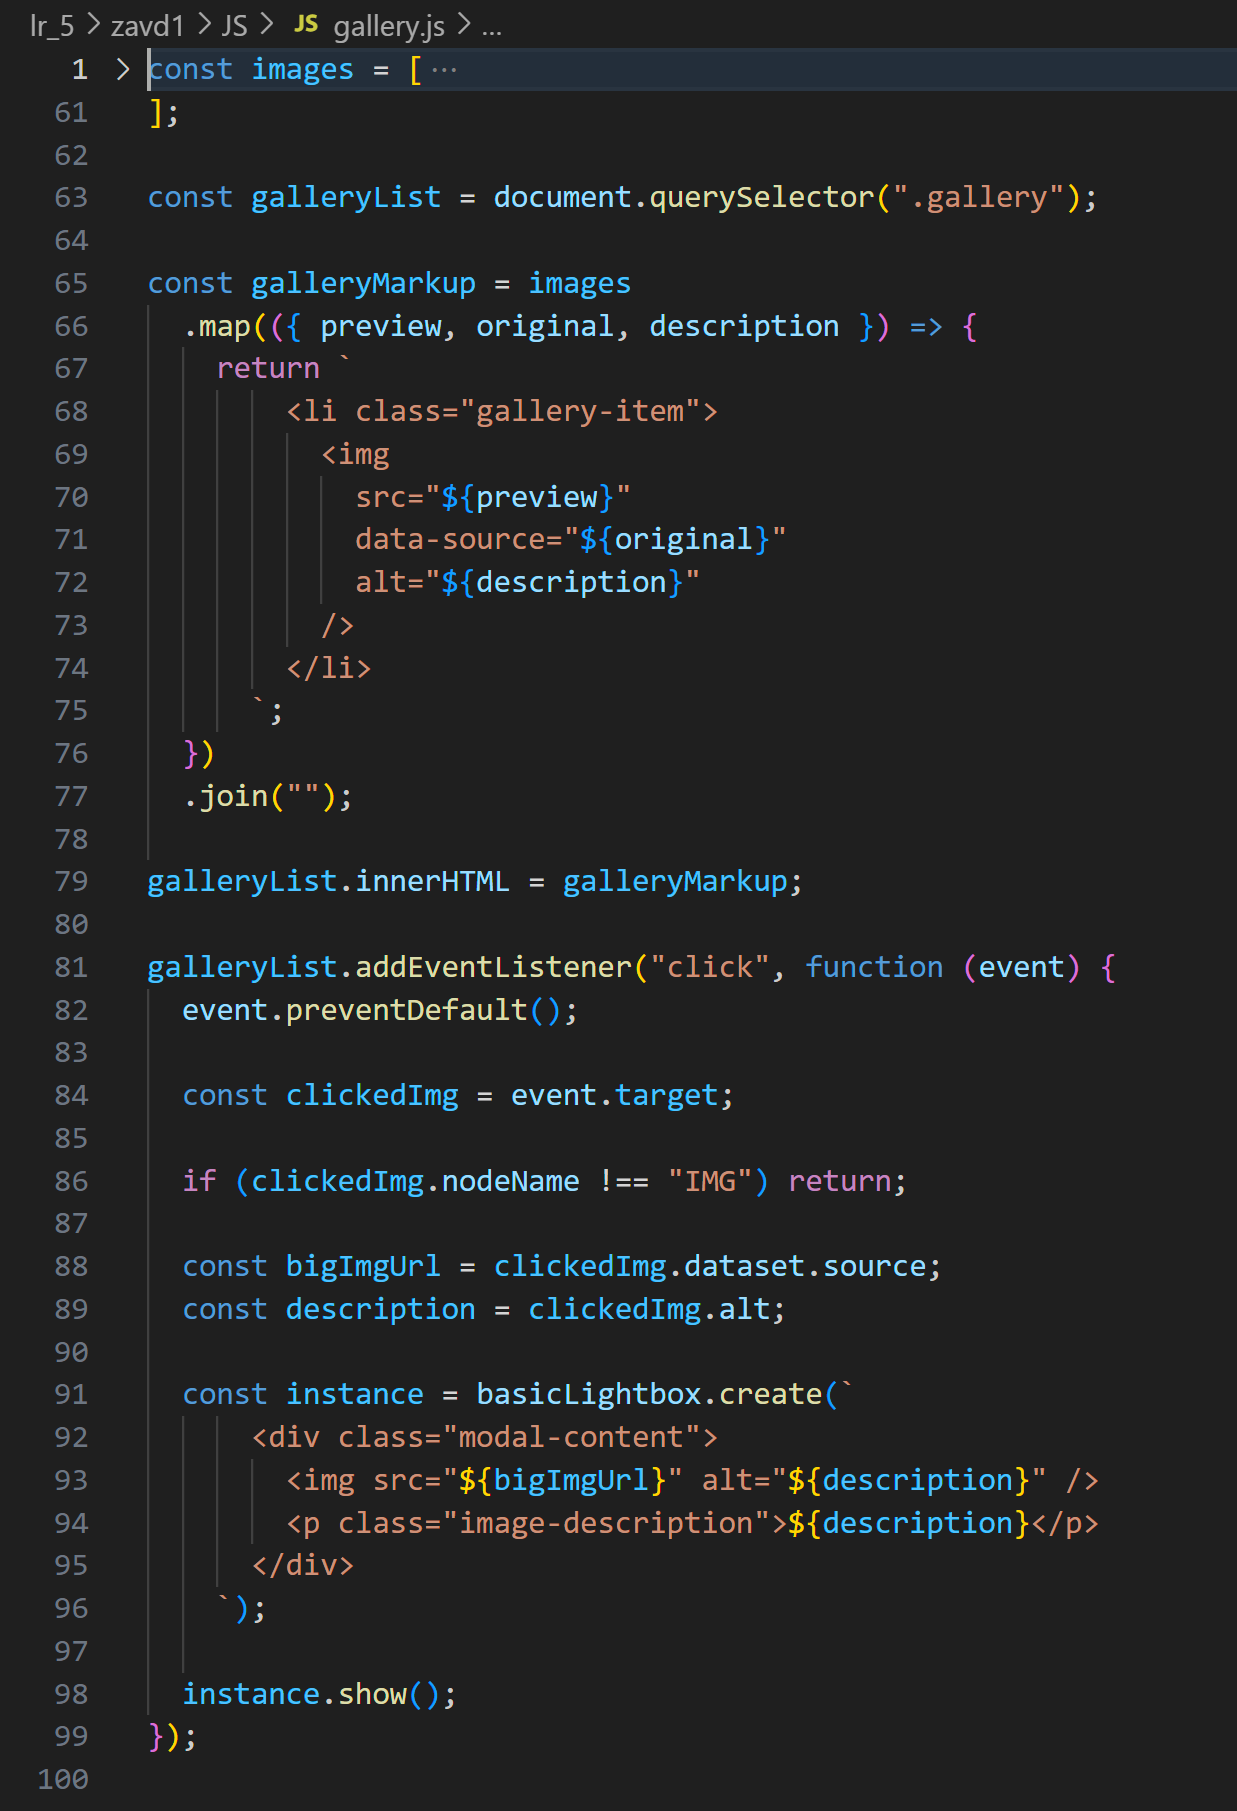 lr_5 > zavd1 > JS > JS gallery.js > ...
1 > const images = [ ···
61 ];
62
63 const galleryList = document.querySelector(".gallery");
64
65 const galleryMarkup = images
66   .map(({ preview, original, description }) => {
67     return `
68         <li class="gallery-item">
69           <img
70             src="${preview}"
71             data-source="${original}"
72             alt="${description}"
73           />
74         </li>
75       `;
76   })
77   .join("");
78
79 galleryList.innerHTML = galleryMarkup;
80
81 galleryList.addEventListener("click", function (event) {
82   event.preventDefault();
83
84   const clickedImg = event.target;
85
86   if (clickedImg.nodeName !== "IMG") return;
87
88   const bigImgUrl = clickedImg.dataset.source;
89   const description = clickedImg.alt;
90
91   const instance = basicLightbox.create(`
92       <div class="modal-content">
93         <img src="${bigImgUrl}" alt="${description}" />
94         <p class="image-description">${description}</p>
95       </div>
96     `);
97
98   instance.show();
99 });
100